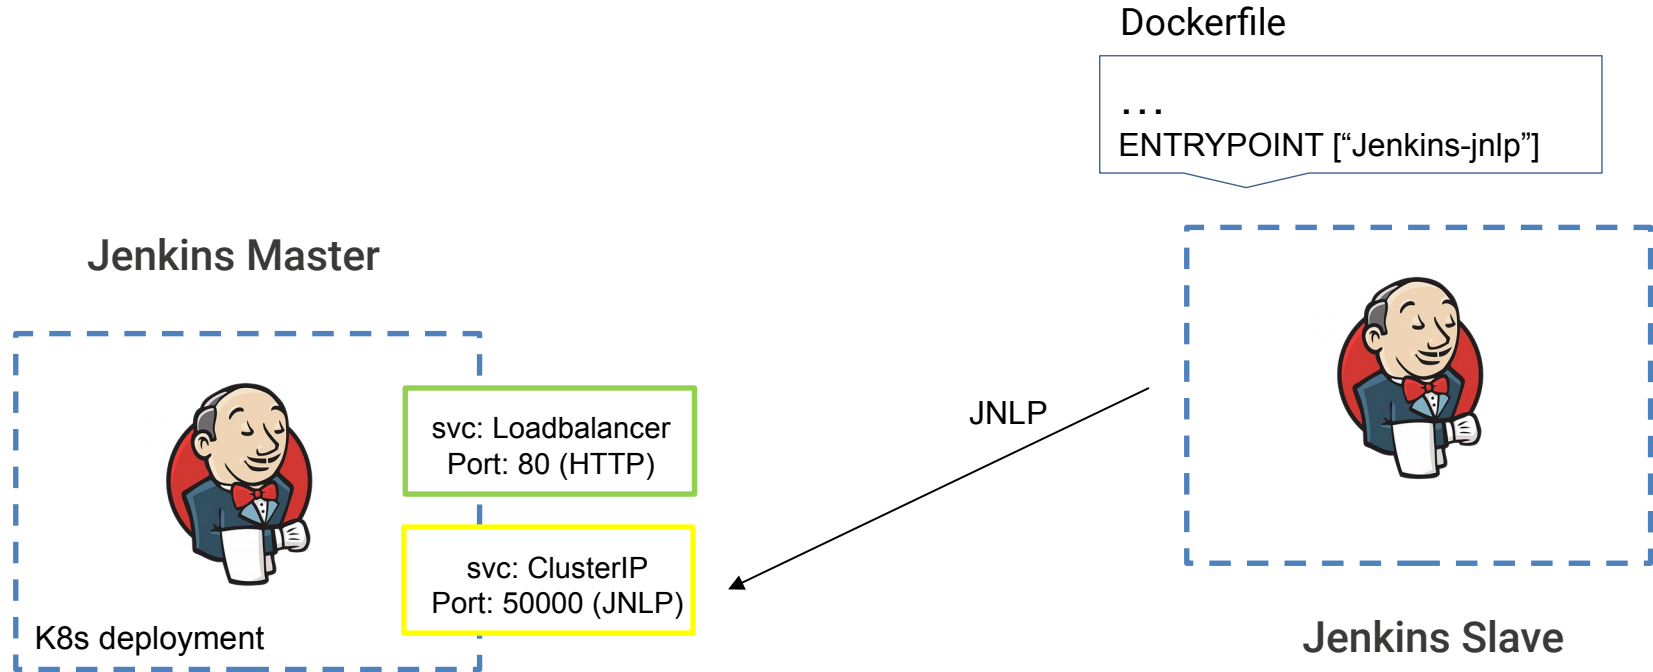 Dockerfile
...
ENTRYPOINT [“Jenkins-jnlp”]
Jenkins Master
svc: Loadbalancer
Port: 80 (HTTP)
JNLP
svc: ClusterIP
Port: 50000 (JNLP)
K8s deployment
Jenkins Slave